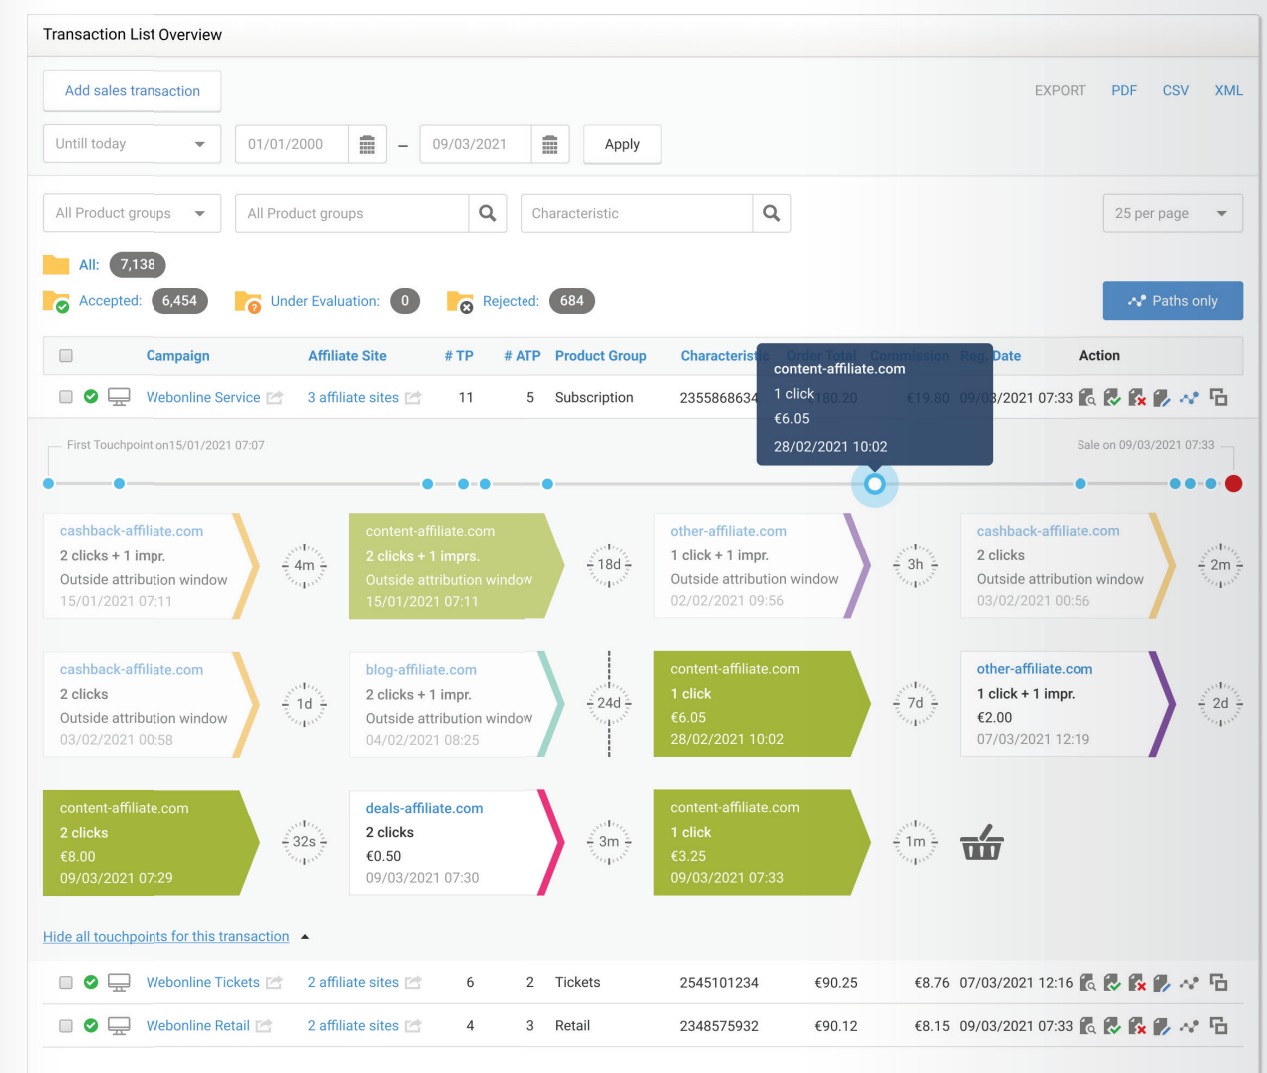 Transaction List Overview
Add sales transaction
EXPORT PDF CSV XML
Untill today 01/01/2000 – 09/03/2021 Apply
All Product groups All Product groups Characteristic 25 per page
All: 7,138
Accepted: 6,454 Under Evaluation: 0 Rejected: 684 Paths only
Campaign Affiliate Site # TP # ATP Product Group Characteristic Order Total Commission Reg. Date Action
content-affiliate.com
1 click
€6.05
28/02/2021 10:02
Webonline Service 3 affiliate sites 11 5 Subscription 2355868634 €180.20 €19.80 09/03/2021 07:33
First Touchpoint on15/01/2021 07:07 Sale on 09/03/2021 07:33
cashback-affiliate.com
2 clicks + 1 impr.
Outside attribution window
15/01/2021 07:11
4m
content-affiliate.com
2 clicks + 1 imprs.
Outside attribution window
15/01/2021 07:11
18d
other-affiliate.com
1 click + 1 impr.
Outside attribution window
02/02/2021 09:56
3h
cashback-affiliate.com
2 clicks
Outside attribution window
03/02/2021 00:56
2m
cashback-affiliate.com
2 clicks
Outside attribution window
03/02/2021 00:58
1d
blog-affiliate.com
2 clicks + 1 impr.
Outside attribution window
04/02/2021 08:25
24d
content-affiliate.com
1 click
€6.05
28/02/2021 10:02
7d
other-affiliate.com
1 click + 1 impr.
€2.00
07/03/2021 12:19
2d
content-affiliate.com
2 clicks
€8.00
09/03/2021 07:29
32s
deals-affiliate.com
2 clicks
€0.50
09/03/2021 07:30
3m
content-affiliate.com
1 click
€3.25
09/03/2021 07:33
1m
Hide all touchpoints for this transaction
Webonline Tickets 2 affiliate sites 6 2 Tickets 2545101234 €90.25 €8.76 07/03/2021 12:16
Webonline Retail 2 affiliate sites 4 3 Retail 2348575932 €90.12 €8.15 09/03/2021 07:33